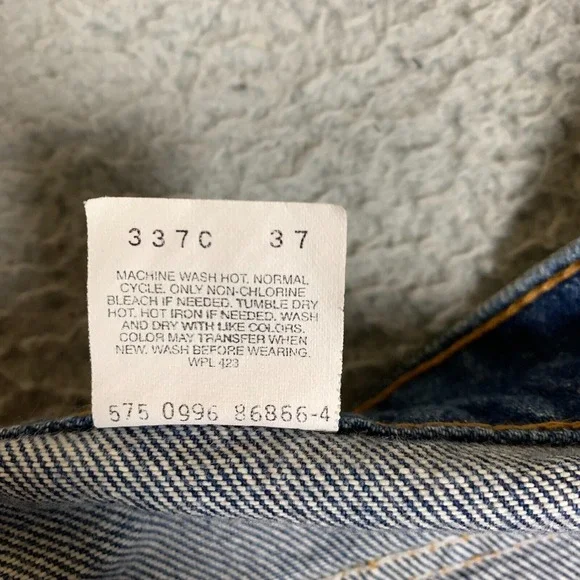 337C 37
MACHINE WASH HOT. NORMAL
CYCLE. ONLY NON-CHLORINE
BLEACH IF NEEDED. TUMBLE DRY
HOT. HOT IRON IF NEEDED. WASH
AND DRY WITH LIKE COLORS.
COLOR MAY TRANSFER WHEN
NEW. WASH BEFORE WEARING.
WPL 423
575 0996 86866-4